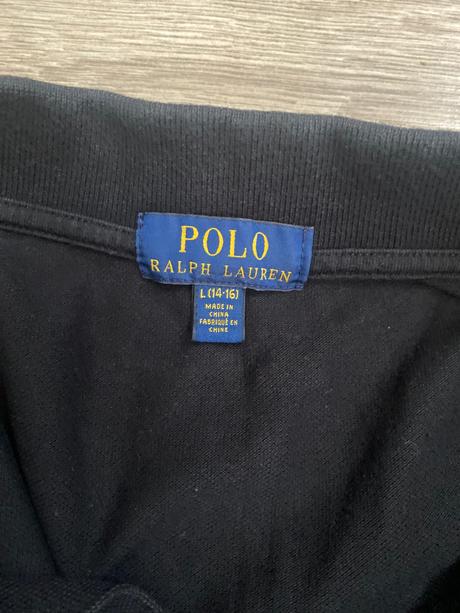 POLO
RALPH LAUREN
L (14-16)
MADE IN
CHINA
FABRIQUÉ EN
CHINE